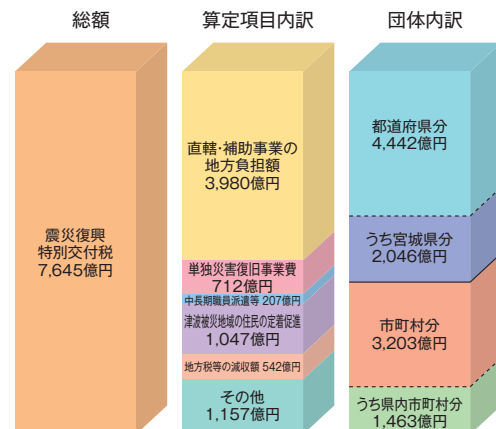 総額
震災復興
特別交付税
7,645億円
算定項目内訳
直轄・補助事業の
地方負担額
3,980億円
単独災害復旧事業費
712億円
中長期職員派遣等 207億円
津波被災地域の住民の定着促進
1,047億円
地方税等の減収額 542億円
その他
1,157億円
団体内訳
都道府県分
4,442億円
うち宮城県分
2,046億円
市町村分
3,203億円
うち県内市町村分
1,463億円